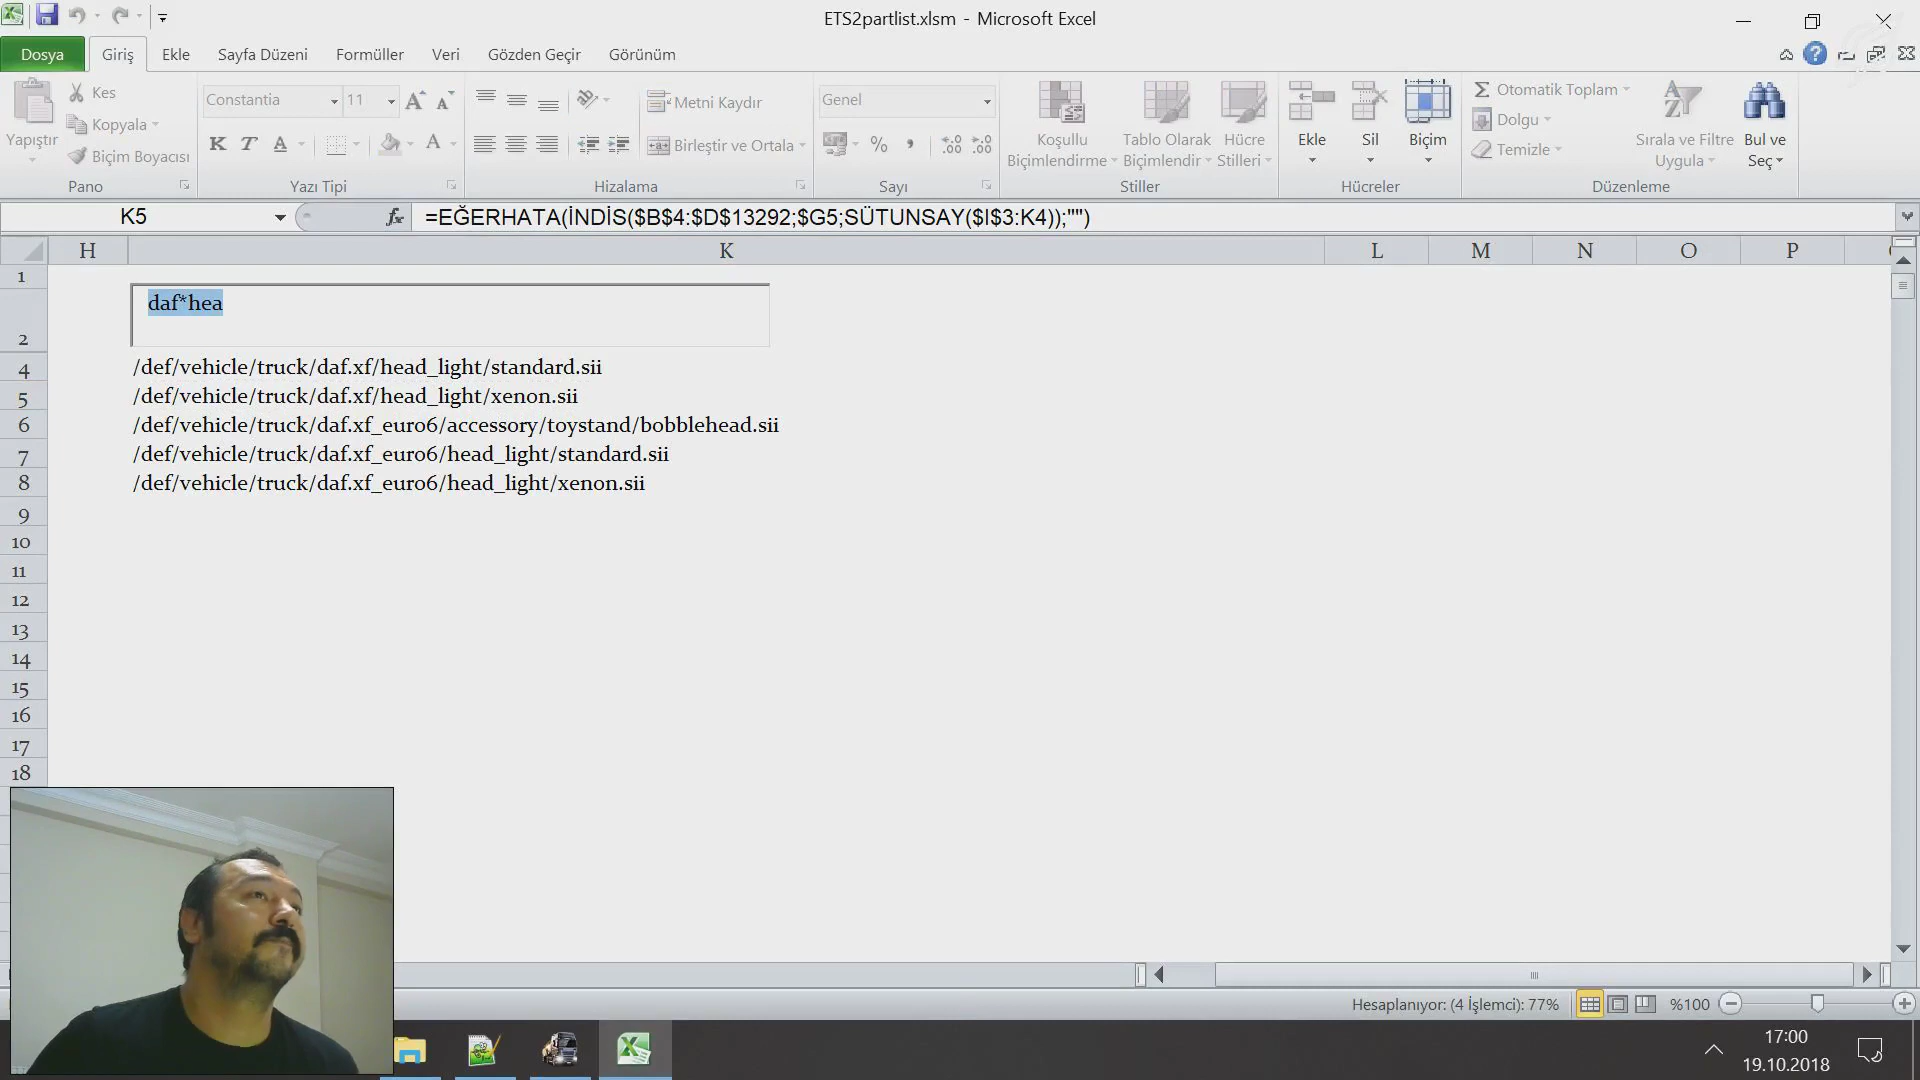 ETS2partlist.xlsm - Microsoft Excel
Dosya Giriş Ekle Sayfa Düzeni Formüller Veri Gözden Geçir Görünüm
Yapıştır
Kes
Kopyala
Biçim Boyacısı
Pano
Constantia 11
K T A
Yazı Tipi
Metni Kaydır
Birleştir ve Ortala
Hizalama
Genel
%
Sayı
Koşullu Biçimlendirme
Tablo Olarak Biçimlendir
Hücre Stilleri
Stiller
Ekle
Sil
Biçim
Hücreler
Σ Otomatik Toplam
Dolgu
Temizle
Sırala ve Filtre Uygula
Bul ve Seç
Düzenleme
K5 fx =EĞERHATA(İNDİS($B$4:$D$13292;$G5;SÜTUNSAY($I$3:K4));"")
H K L M N O P
1
daf*hea
2
4 /def/vehicle/truck/daf.xf/head_light/standard.sii
5 /def/vehicle/truck/daf.xf/head_light/xenon.sii
6 /def/vehicle/truck/daf.xf_euro6/accessory/toystand/bobblehead.sii
7 /def/vehicle/truck/daf.xf_euro6/head_light/standard.sii
8 /def/vehicle/truck/daf.xf_euro6/head_light/xenon.sii
9
10
11
12
13
14
15
16
17
18
Hesaplanıyor: (4 İşlemci): 77% %100
17:00
19.10.2018